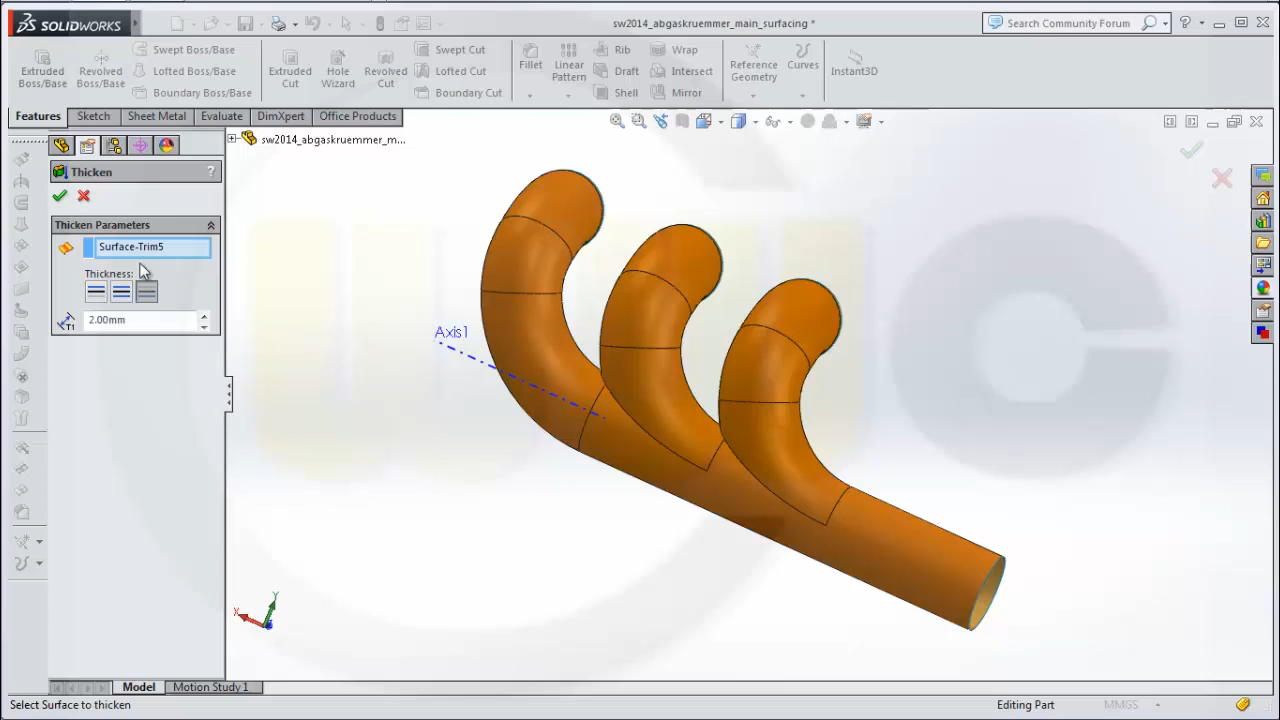 SOLIDWORKS
sw2014_abgaskruemmer_main_surfacing *
Search Community Forum
?
Extruded Boss/Base
Revolved Boss/Base
Swept Boss/Base
Lofted Boss/Base
Boundary Boss/Base
Extruded Cut
Hole Wizard
Revolved Cut
Swept Cut
Lofted Cut
Boundary Cut
Fillet
Linear Pattern
Rib
Draft
Shell
Wrap
Intersect
Mirror
Reference Geometry
Curves
Instant3D
Features
Sketch
Sheet Metal
Evaluate
DimXpert
Office Products
sw2014_abgaskruemmer_m...
Thicken
?
Thicken Parameters
Surface-Trim5
Thickness:
T1
2.00mm
Axis1
Y
X
Model
Motion Study 1
Select Surface to thicken
Editing Part
MMGS